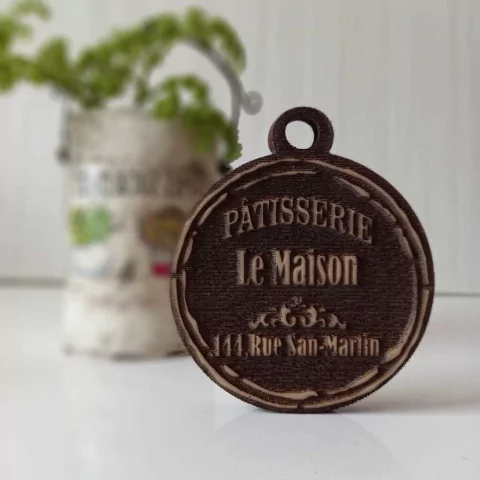 PÂTISSERIE
Le Maison
144 Rue San-Martin